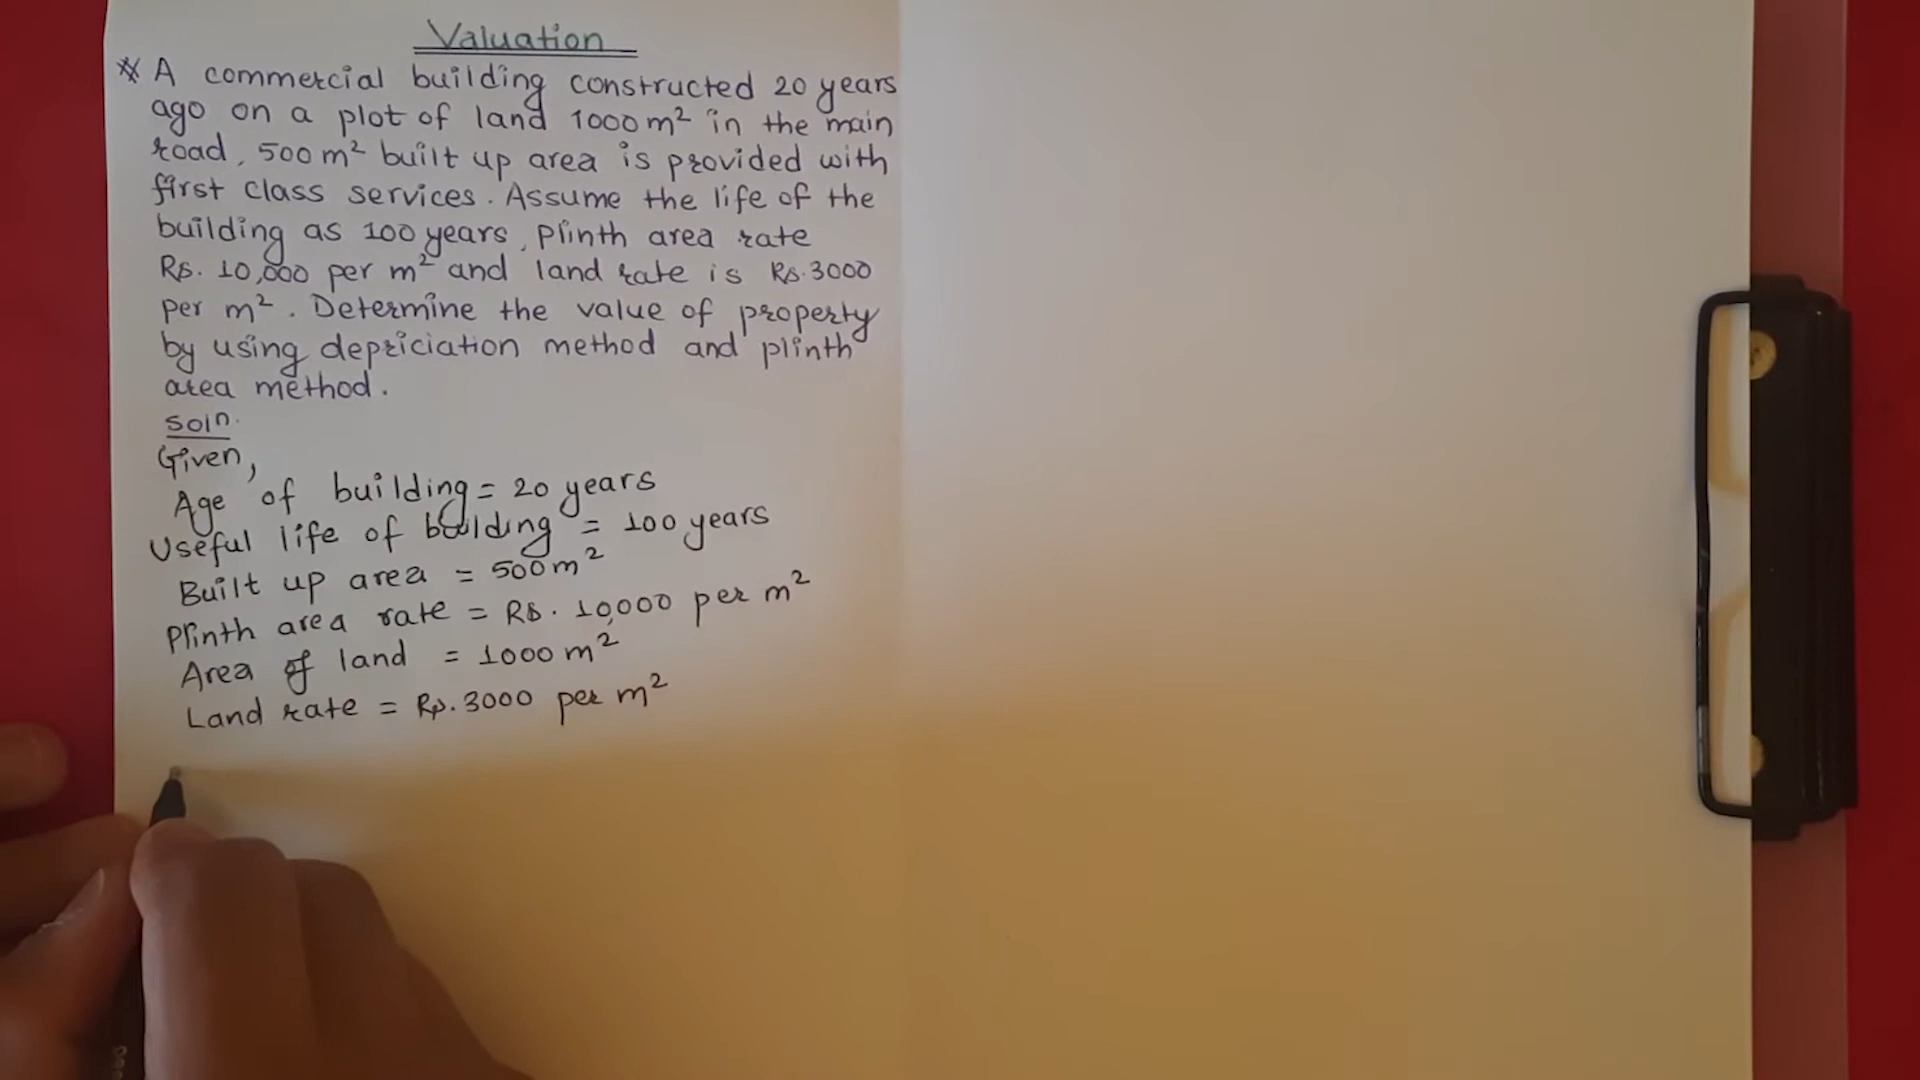 Valuation
* A commercial building constructed 20 years
ago on a plot of land 1000 m² in the main
road, 500 m² built up area is provided with
first class services. Assume the life of the
building as 100 years, plinth area rate
Rs. 10,000 per m² and land rate is Rs. 3000
per m². Determine the value of property
by using depriciation method and plinth
area method.
Soln.
Given,
Age of building = 20 years
Useful life of building = 100 years
Built up area = 500 m²
Plinth area rate = Rs. 10,000 per m²
Area of land = 1000 m²
Land rate = Rs. 3000 per m²